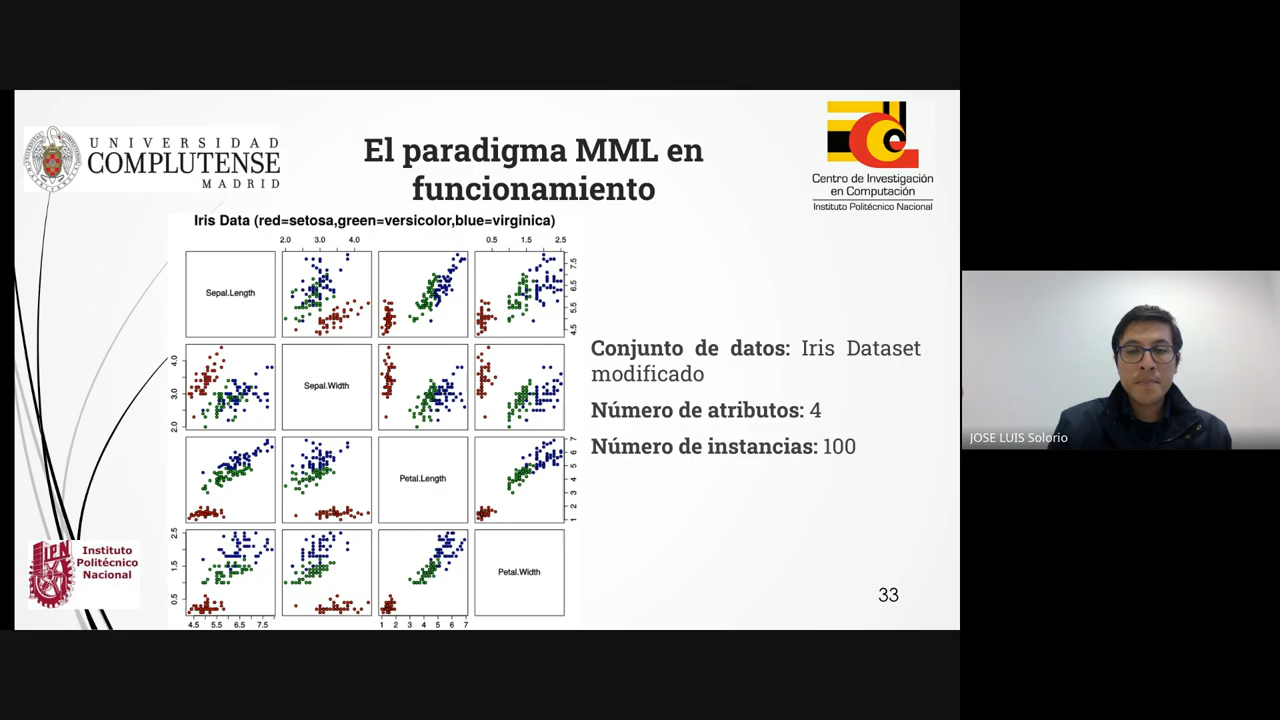 UNIVERSIDAD
COMPLUTENSE
MADRID
El paradigma MML en
funcionamiento
Centro de Investigación
en Computación
Instituto Politécnico Nacional
Iris Data (red=setosa,green=versicolor,blue=virginica)
2.0 3.0 4.0
0.5 1.5 2.5
Sepal.Length
4.5 5.5 6.5 7.5
2.0 3.0 4.0
Sepal.Width
Petal.Length
1 2 3 4 5 6 7
0.5 1.5 2.5
Petal.Width
4.5 5.5 6.5 7.5
1 2 3 4 5 6 7
Conjunto de datos: Iris Dataset
modificado
Número de atributos: 4
Número de instancias: 100
I.P.N
Instituto
Politécnico
Nacional
33
JOSE LUIS Solorio